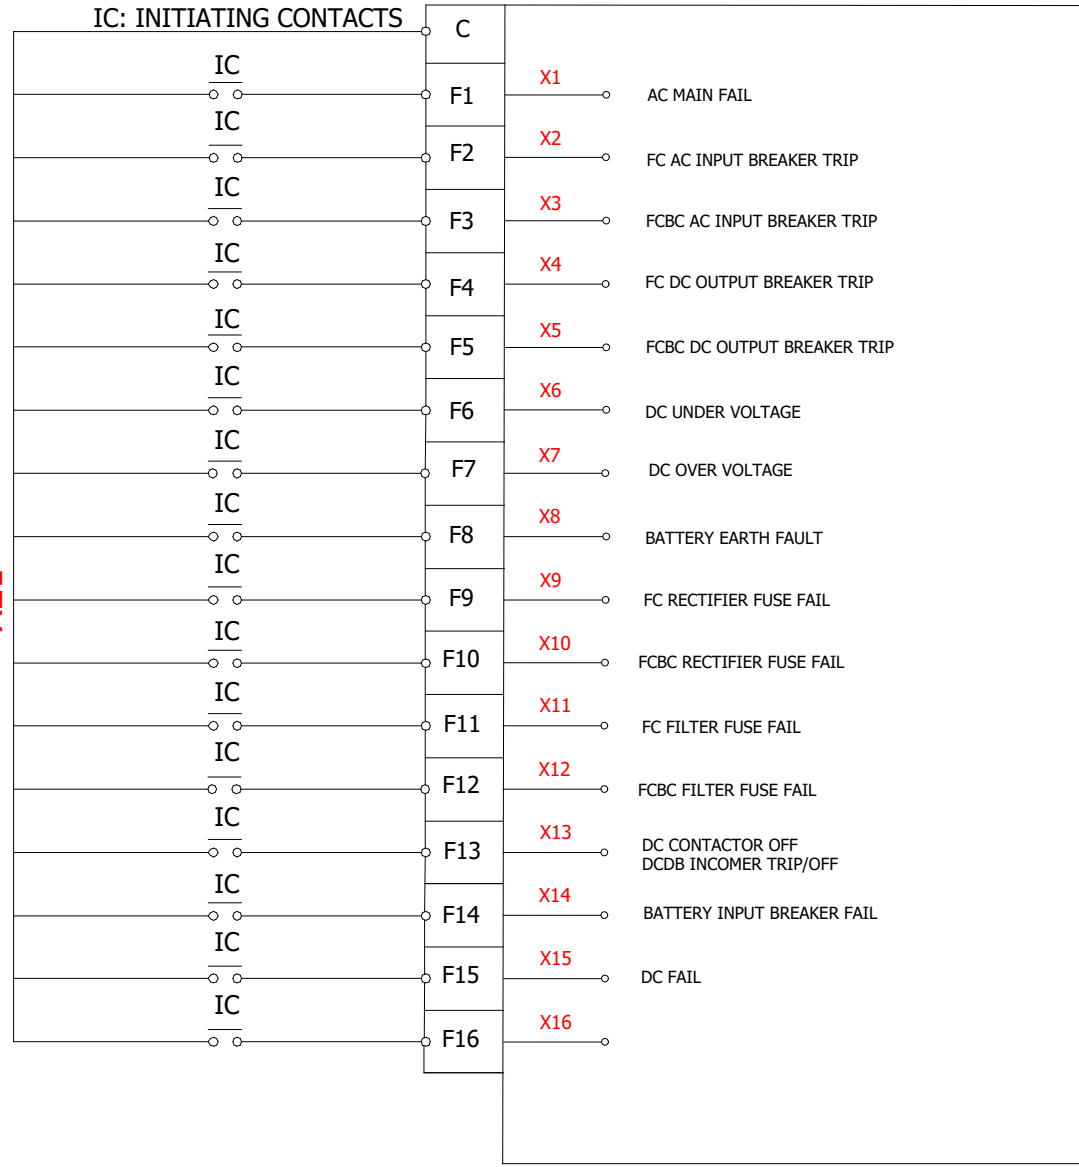 IC: INITIATING CONTACTS
C
IC
F1
X1
AC MAIN FAIL
IC
F2
X2
FC AC INPUT BREAKER TRIP
IC
F3
X3
FCBC AC INPUT BREAKER TRIP
IC
F4
X4
FC DC OUTPUT BREAKER TRIP
IC
F5
X5
FCBC DC OUTPUT BREAKER TRIP
IC
F6
X6
DC UNDER VOLTAGE
IC
F7
X7
DC OVER VOLTAGE
IC
F8
X8
BATTERY EARTH FAULT
IC
F9
X9
FC RECTIFIER FUSE FAIL
IC
F10
X10
FCBC RECTIFIER FUSE FAIL
IC
F11
X11
FC FILTER FUSE FAIL
IC
F12
X12
FCBC FILTER FUSE FAIL
IC
F13
X13
DC CONTACTOR OFF
DCDB INCOMER TRIP/OFF
IC
F14
X14
BATTERY INPUT BREAKER FAIL
IC
F15
X15
DC FAIL
IC
F16
X16